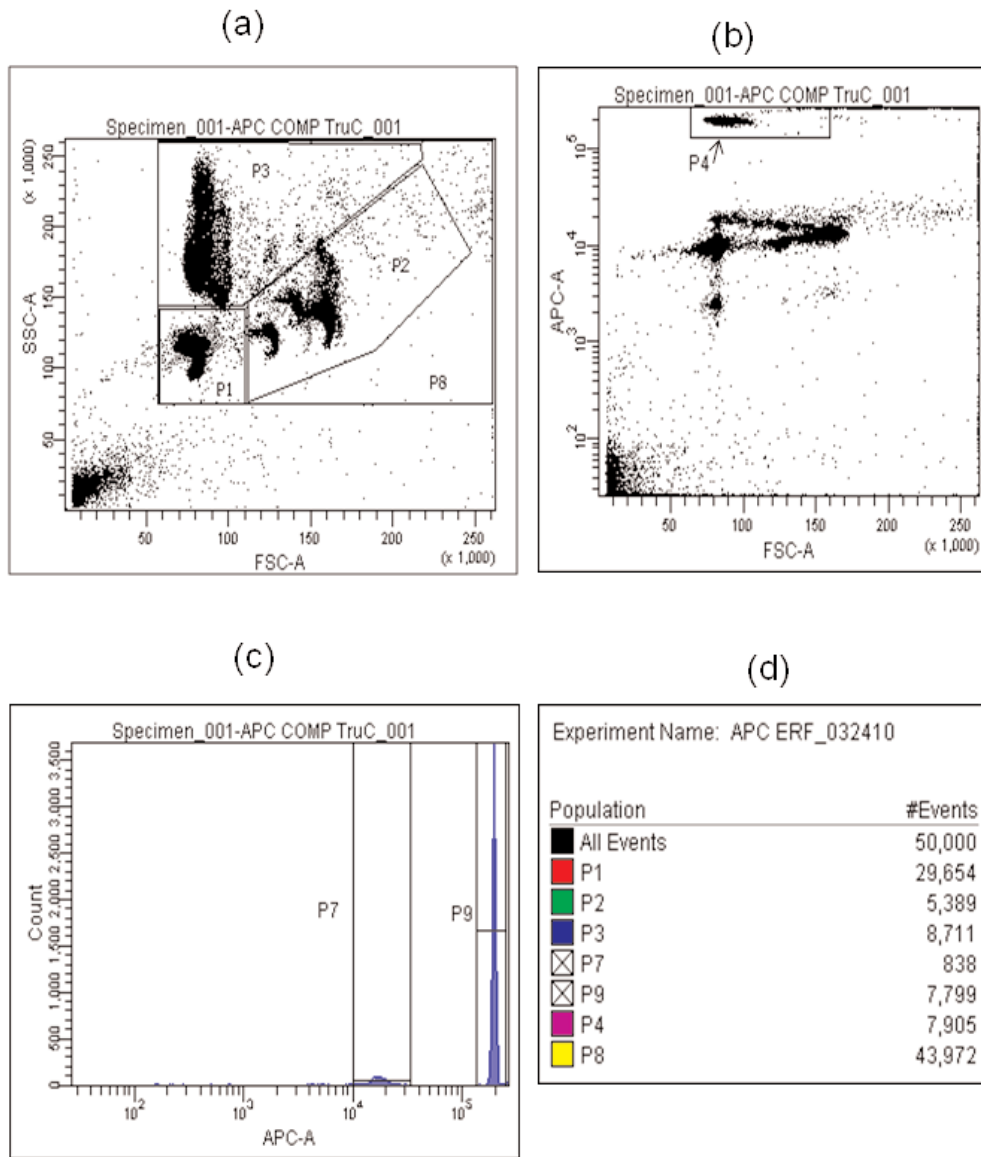 (a)
Specimen_001-APC COMP TruC_001
(x 1,000)
250
200
150
100
50
SSC-A
P3
P2
P1
P8
50 100 150 200 250
FSC-A
(x 1,000)
(b)
Specimen_001-APC COMP TruC_001
10^5
10^4
10^3
10^2
APC-A
P4
50 100 150 200 250
FSC-A
(x 1,000)
(c)
Specimen_001-APC COMP TruC_001
3,500
3,000
2,500
2,000
1,500
1,000
500
0
Count
P7
P9
10^2 10^3 10^4 10^5
APC-A
(d)
Experiment Name: APC ERF_032410
Population #Events
All Events 50,000
P1 29,654
P2 5,389
P3 8,711
P7 838
P9 7,799
P4 7,905
P8 43,972